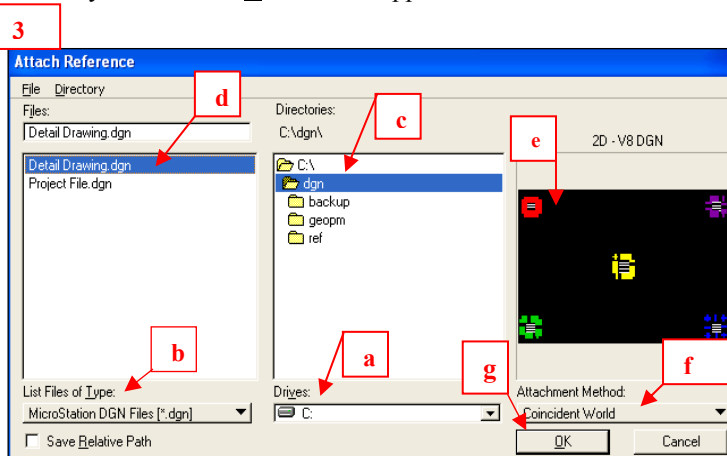 3
Attach Reference
File Directory
d
Files:
Detail Drawing.dgn
Directories:
C:\dgn\
c
e
2D - V8 DGN
Detail Drawing.dgn
Project File.dgn
C:\
dgn
backup
geopm
ref
b
a
g
f
List Files of Type:
MicroStation DGN Files [*.dgn]
Drives:
C:
Attachment Method:
Coincident World
Save Relative Path
OK
Cancel